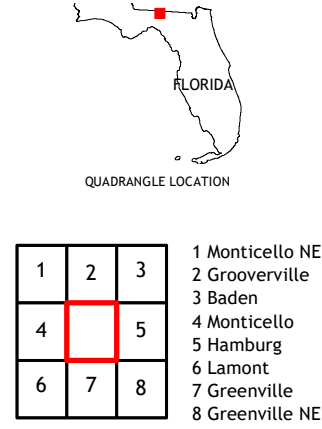 FLORIDA
QUADRANGLE LOCATION
1 2 3
4 5
6 7 8
1 Monticello NE
2 Grooverville
3 Baden
4 Monticello
5 Hamburg
6 Lamont
7 Greenville
8 Greenville NE